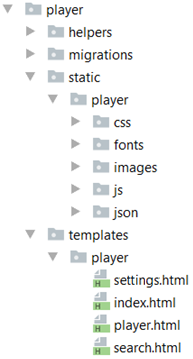 player
helpers
migrations
static
player
css
fonts
images
js
json
templates
player
H settings.html
H index.html
H player.html
H search.html